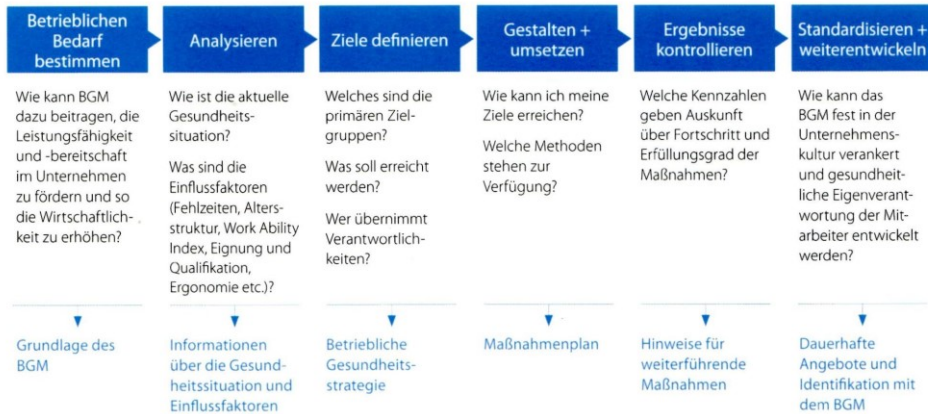 Betrieblichen
Bedarf
bestimmen
Analysieren
Ziele definieren
Gestalten +
umsetzen
Ergebnisse
kontrollieren
Standardisieren +
weiterentwickeln
Wie kann BGM
dazu beitragen, die
Leistungsfähigkeit
und -bereitschaft
im Unternehmen
zu fördern und so
die Wirtschaftlich-
keit zu erhöhen?
Wie ist die aktuelle
Gesundheits-
situation?
Was sind die
Einflussfaktoren
(Fehlzeiten, Alters-
struktur, Work Ability
Index, Eignung und
Qualifikation,
Ergonomie etc.)?
Welches sind die
primären Ziel-
gruppen?
Was soll erreicht
werden?
Wer übernimmt
Verantwortlich-
keiten?
Wie kann ich meine
Ziele erreichen?
Welche Methoden
stehen zur
Verfügung?
Welche Kennzahlen
geben Auskunft
über Fortschritt und
Erfüllungsgrad der
Maßnahmen?
Wie kann das
BGM fest in der
Unternehmens-
kultur verankert
und gesundheit-
liche Eigenverant-
wortung der Mit-
arbeiter entwickelt
werden?
Grundlage des
BGM
Informationen
über die Gesund-
heitssituation und
Einflussfaktoren
Betriebliche
Gesundheits-
strategie
Maßnahmenplan
Hinweise für
weiterführende
Maßnahmen
Dauerhafte
Angebote und
Identifikation mit
dem BGM